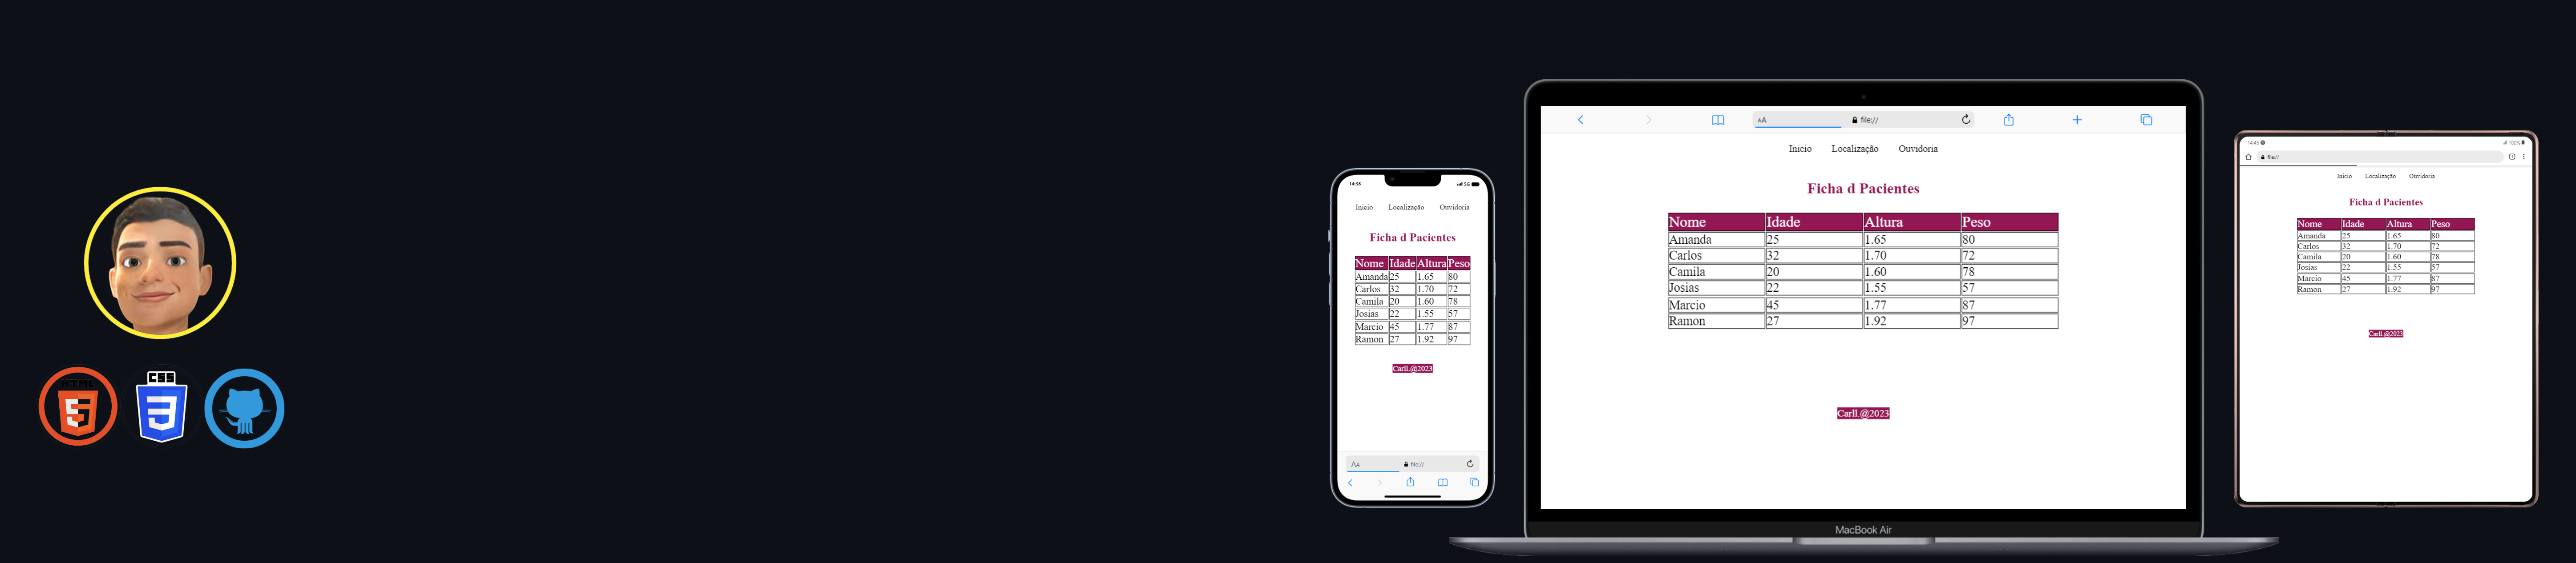 HTML
CSS
14:38
5G
Inicio Localização Ouvidoria
Ficha d Pacientes
Nome Idade Altura Peso
Amanda 25 1.65 80
Carlos 32 1.70 72
Camila 20 1.60 78
Josias 22 1.55 57
Marcio 45 1.77 87
Ramon 27 1.92 97
Carll.@2023
AA file://
AA file://
Inicio Localização Ouvidoria
Ficha d Pacientes
Nome Idade Altura Peso
Amanda 25 1.65 80
Carlos 32 1.70 72
Camila 20 1.60 78
Josias 22 1.55 57
Marcio 45 1.77 87
Ramon 27 1.92 97
Carll.@2023
MacBook Air
14:43 100%
file://
Inicio Localização Ouvidoria
Ficha d Pacientes
Nome Idade Altura Peso
Amanda 25 1.65 80
Carlos 32 1.70 72
Camila 20 1.60 78
Josias 22 1.55 57
Marcio 45 1.77 87
Ramon 27 1.92 97
Carll.@2023